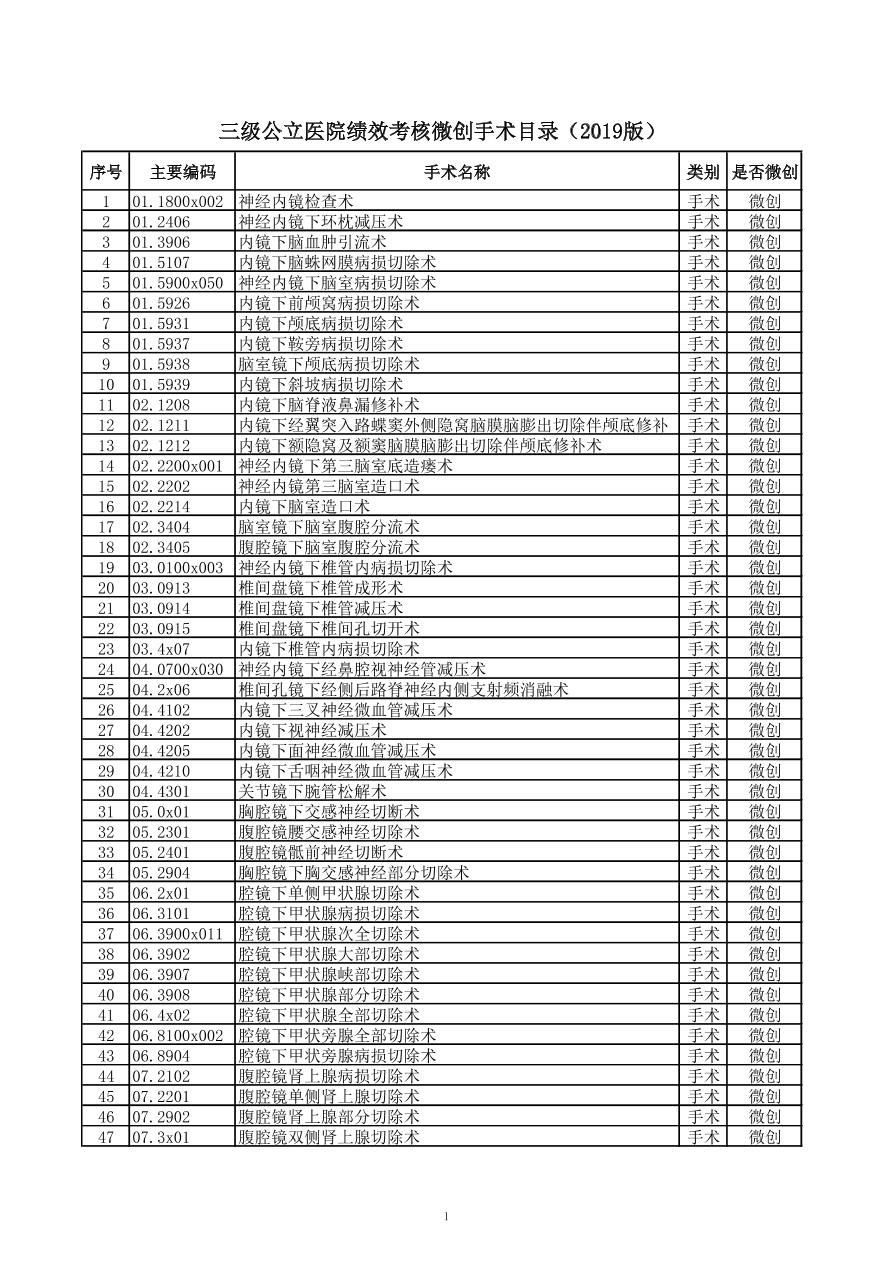 三级公立医院绩效考核微创手术目录（2019版）
序号 主要编码 手术名称 类别 是否微创
1 01.1800x002 神经内镜检查术 手术 微创
2 01.2406 神经内镜下环枕减压术 手术 微创
3 01.3906 内镜下脑血肿引流术 手术 微创
4 01.5107 内镜下脑蛛网膜病损切除术 手术 微创
5 01.5900x050 神经内镜下脑室病损切除术 手术 微创
6 01.5926 内镜下前颅窝病损切除术 手术 微创
7 01.5931 内镜下颅底病损切除术 手术 微创
8 01.5937 内镜下鞍旁病损切除术 手术 微创
9 01.5938 脑室镜下颅底病损切除术 手术 微创
10 01.5939 内镜下斜坡病损切除术 手术 微创
11 02.1208 内镜下脑脊液鼻漏修补术 手术 微创
12 02.1211 内镜下经翼突入路蝶窦外侧隐窝脑膜脑膨出切除伴颅底修补 手术 微创
13 02.1212 内镜下额隐窝及额窦脑膜脑膨出切除伴颅底修补术 手术 微创
14 02.2200x001 神经内镜下第三脑室底造瘘术 手术 微创
15 02.2202 神经内镜第三脑室造口术 手术 微创
16 02.2214 内镜下脑室造口术 手术 微创
17 02.3404 脑室镜下脑室腹腔分流术 手术 微创
18 02.3405 腹腔镜下脑室腹腔分流术 手术 微创
19 03.0100x003 神经内镜下椎管内病损切除术 手术 微创
20 03.0913 椎间盘镜下椎管成形术 手术 微创
21 03.0914 椎间盘镜下椎管减压术 手术 微创
22 03.0915 椎间盘镜下椎间孔切开术 手术 微创
23 03.4x07 内镜下椎管内病损切除术 手术 微创
24 04.0700x030 神经内镜下经鼻腔视神经管减压术 手术 微创
25 04.2x06 椎间孔镜下经侧后路脊神经内侧支射频消融术 手术 微创
26 04.4102 内镜下三叉神经微血管减压术 手术 微创
27 04.4202 内镜下视神经减压术 手术 微创
28 04.4205 内镜下面神经微血管减压术 手术 微创
29 04.4210 内镜下舌咽神经微血管减压术 手术 微创
30 04.4301 关节镜下腕管松解术 手术 微创
31 05.0x01 胸腔镜下交感神经切断术 手术 微创
32 05.2301 腹腔镜腰交感神经切除术 手术 微创
33 05.2401 腹腔镜骶前神经切断术 手术 微创
34 05.2904 胸腔镜下胸交感神经部分切除术 手术 微创
35 06.2x01 腔镜下单侧甲状腺切除术 手术 微创
36 06.3101 腔镜下甲状腺病损切除术 手术 微创
37 06.3900x011 腔镜下甲状腺次全切除术 手术 微创
38 06.3902 腔镜下甲状腺大部切除术 手术 微创
39 06.3907 腔镜下甲状腺峡部切除术 手术 微创
40 06.3908 腔镜下甲状腺部分切除术 手术 微创
41 06.4x02 腔镜下甲状腺全部切除术 手术 微创
42 06.8100x002 腔镜下甲状旁腺全部切除术 手术 微创
43 06.8904 腔镜下甲状旁腺病损切除术 手术 微创
44 07.2102 腹腔镜肾上腺病损切除术 手术 微创
45 07.2201 腹腔镜单侧肾上腺切除术 手术 微创
46 07.2902 腹腔镜肾上腺部分切除术 手术 微创
47 07.3x01 腹腔镜双侧肾上腺切除术 手术 微创
1